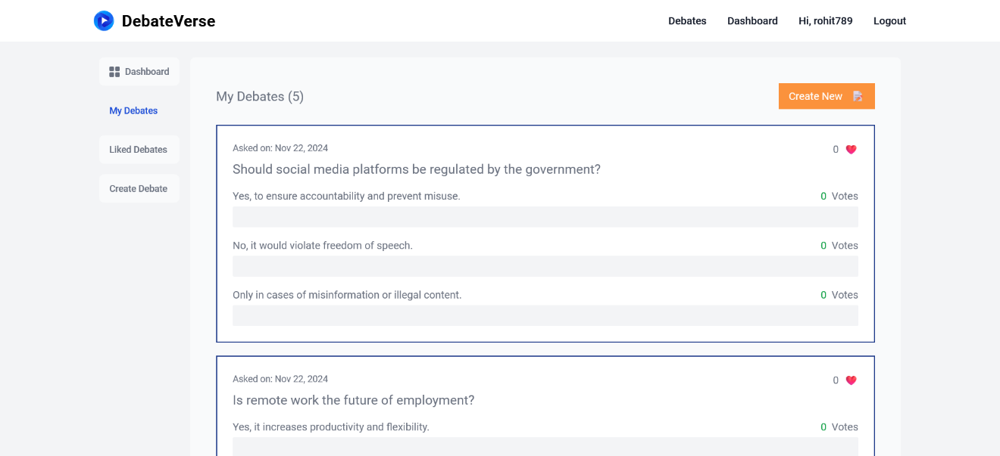 DebateVerse
Debates Dashboard Hi, rohit789 Logout
Dashboard
My Debates
Liked Debates
Create Debate
My Debates (5)
Create New
Asked on: Nov 22, 2024
0
Should social media platforms be regulated by the government?
Yes, to ensure accountability and prevent misuse. 0 Votes
No, it would violate freedom of speech. 0 Votes
Only in cases of misinformation or illegal content. 0 Votes
Asked on: Nov 22, 2024
0
Is remote work the future of employment?
Yes, it increases productivity and flexibility. 0 Votes